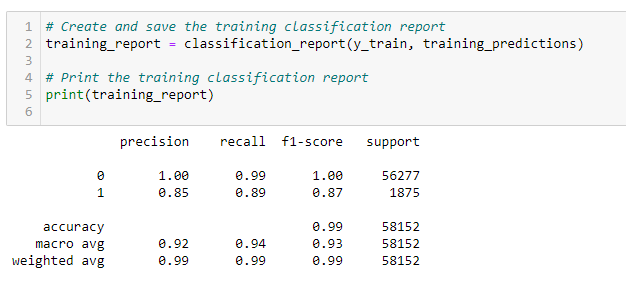 1 # Create and save the training classification report
2 training_report = classification_report(y_train, training_predictions)
3
4 # Print the training classification report
5 print(training_report)
6
precision recall f1-score support
0 1.00 0.99 1.00 56277
1 0.85 0.89 0.87 1875
accuracy 0.99 58152
macro avg 0.92 0.94 0.93 58152
weighted avg 0.99 0.99 0.99 58152